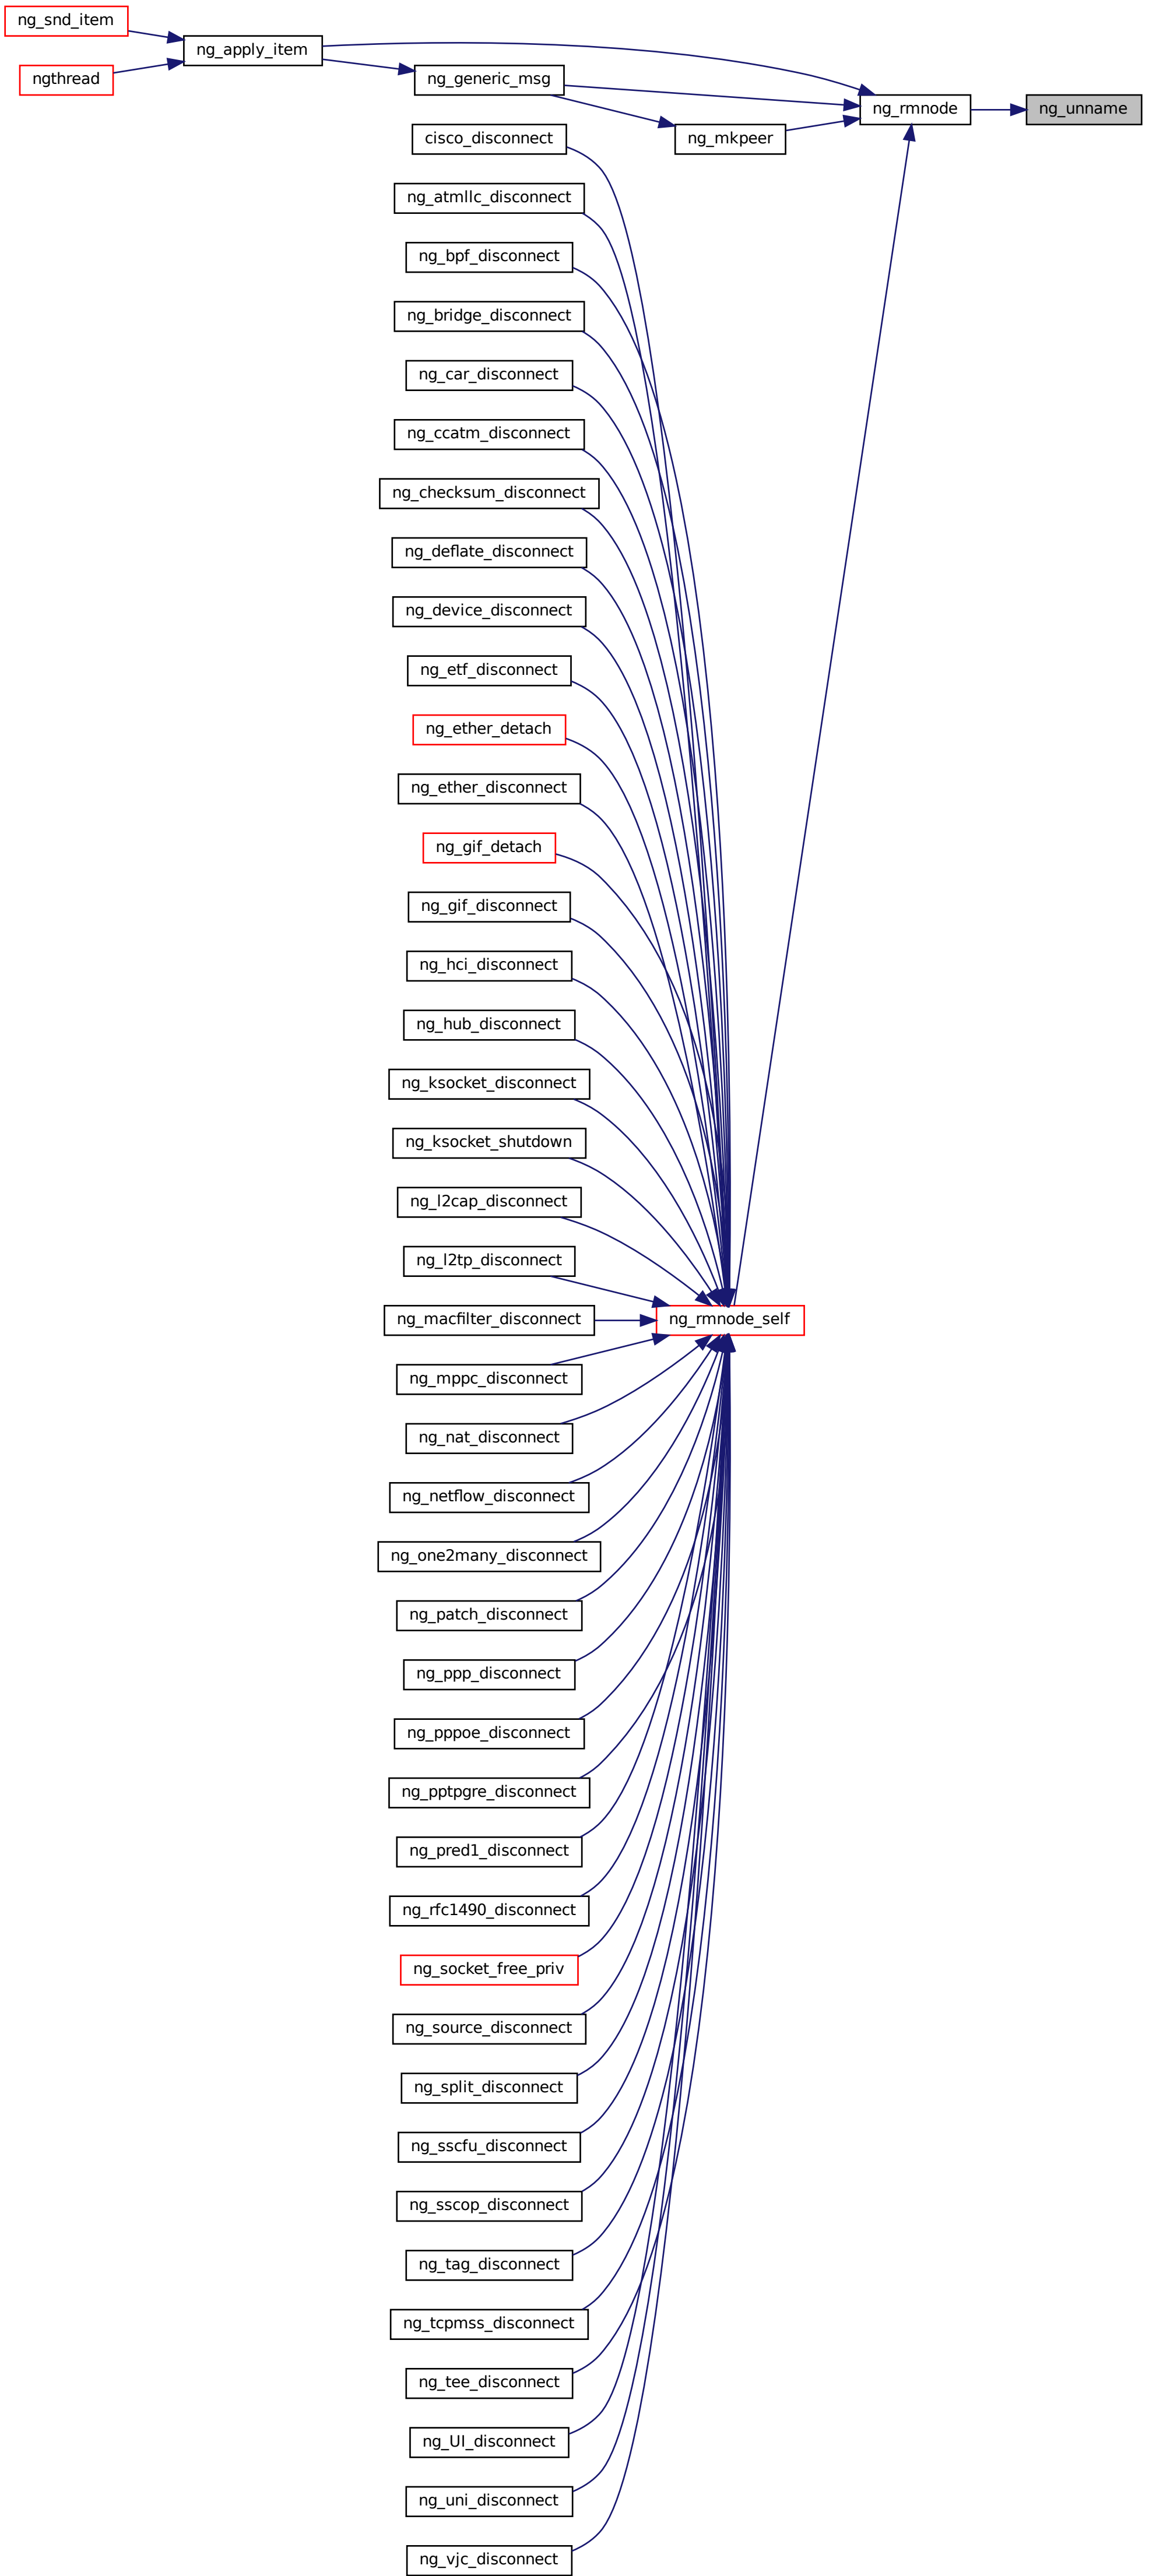 ng_snd_item
ng_apply_item
ngthread
ng_generic_msg
ng_rmnode
ng_unname
ng_mkpeer
cisco_disconnect
ng_atmllc_disconnect
ng_bpf_disconnect
ng_bridge_disconnect
ng_car_disconnect
ng_ccatm_disconnect
ng_checksum_disconnect
ng_deflate_disconnect
ng_device_disconnect
ng_etf_disconnect
ng_ether_detach
ng_ether_disconnect
ng_gif_detach
ng_gif_disconnect
ng_hci_disconnect
ng_hub_disconnect
ng_ksocket_disconnect
ng_ksocket_shutdown
ng_l2cap_disconnect
ng_l2tp_disconnect
ng_macfilter_disconnect
ng_rmnode_self
ng_mppc_disconnect
ng_nat_disconnect
ng_netflow_disconnect
ng_one2many_disconnect
ng_patch_disconnect
ng_ppp_disconnect
ng_pppoe_disconnect
ng_pptpgre_disconnect
ng_pred1_disconnect
ng_rfc1490_disconnect
ng_socket_free_priv
ng_source_disconnect
ng_split_disconnect
ng_sscfu_disconnect
ng_sscop_disconnect
ng_tag_disconnect
ng_tcpmss_disconnect
ng_tee_disconnect
ng_UI_disconnect
ng_uni_disconnect
ng_vjc_disconnect